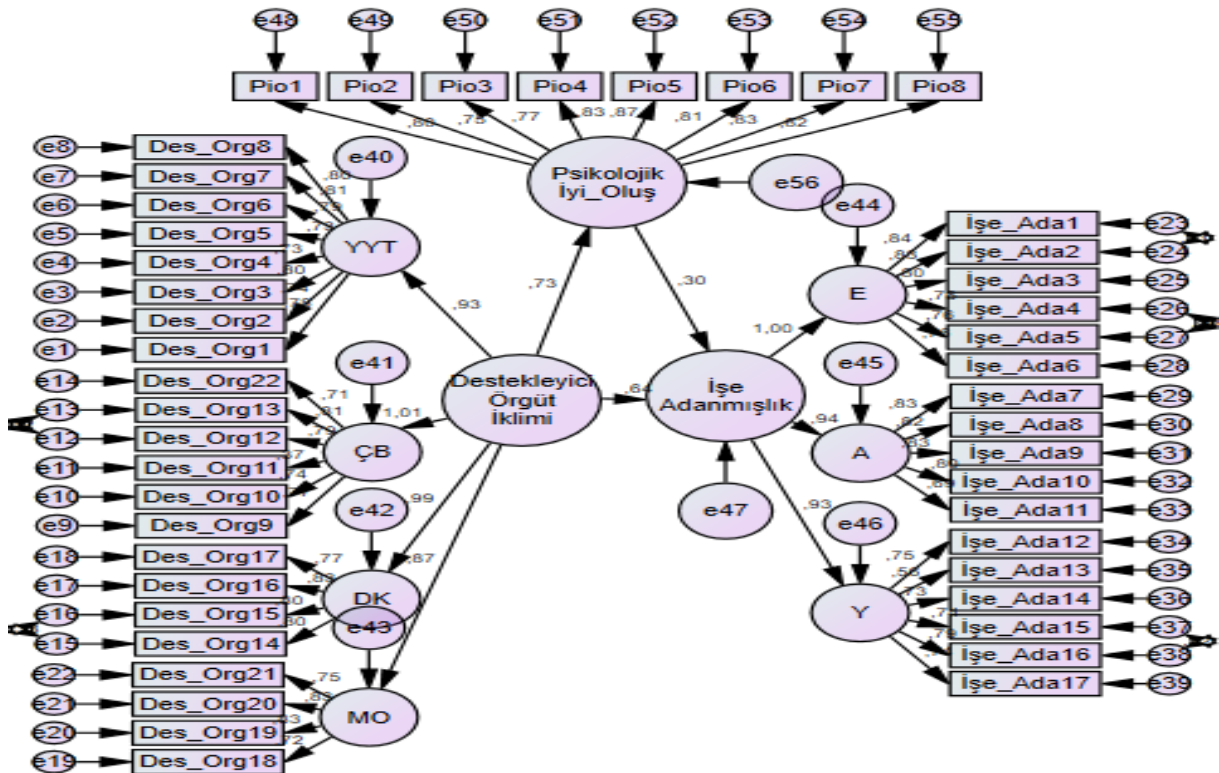 e48 e49 e50 e51 e52 e53 e54 e55
Pio1 Pio2 Pio3 Pio4 Pio5 Pio6 Pio7 Pio8
,75 ,77 ,83 ,87 ,81 ,83 ,82
Psikolojik
İyi_Oluş
e56
e44
e40
e8 Des_Org8
e7 Des_Org7
e6 Des_Org6
e5 Des_Org5
e4 Des_Org4
e3 Des_Org3
e2 Des_Org2
e1 Des_Org1
,81
YYT
,93
,73
,30
e41
e14 Des_Org22
e13 Des_Org13
e12 Des_Org12
e11 Des_Org11
e10 Des_Org10
e9 Des_Org9
,71
ÇB
1,01
Destekleyici
Örgüt
İklimi
,64
İşe
Adanmışlık
e47
e42
,99
,87
e18 Des_Org17
e17 Des_Org16
e16 Des_Org15
e15 Des_Org14
,77
DK
e43
e22 Des_Org21
e21 Des_Org20
e20 Des_Org19
e19 Des_Org18
,75
,72
MO
1,00
E
,84
İşe_Ada1 e23
İşe_Ada2 e24
İşe_Ada3 e25
İşe_Ada4 e26
İşe_Ada5 e27
İşe_Ada6 e28
e45
,94
A
,83
İşe_Ada7 e29
İşe_Ada8 e30
İşe_Ada9 e31
İşe_Ada10 e32
İşe_Ada11 e33
,93
e46
Y
,75
İşe_Ada12 e34
İşe_Ada13 e35
İşe_Ada14 e36
İşe_Ada15 e37
İşe_Ada16 e38
İşe_Ada17 e39